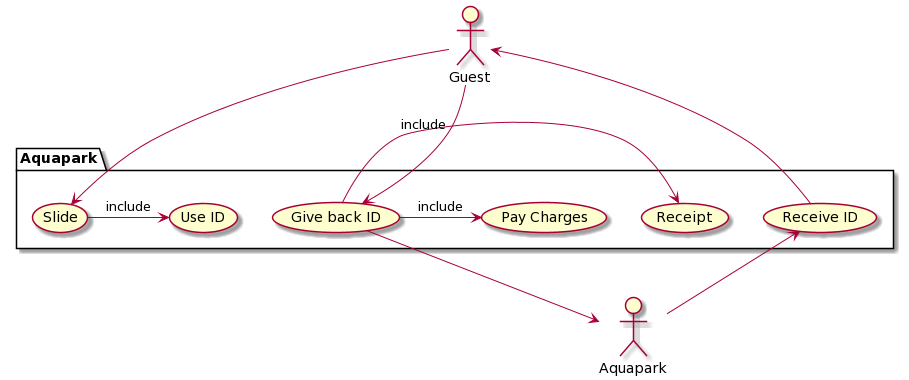 Guest
include
Aquapark
Slide
include
Use ID
Give back ID
include
Pay Charges
Receipt
Receive ID
Aquapark